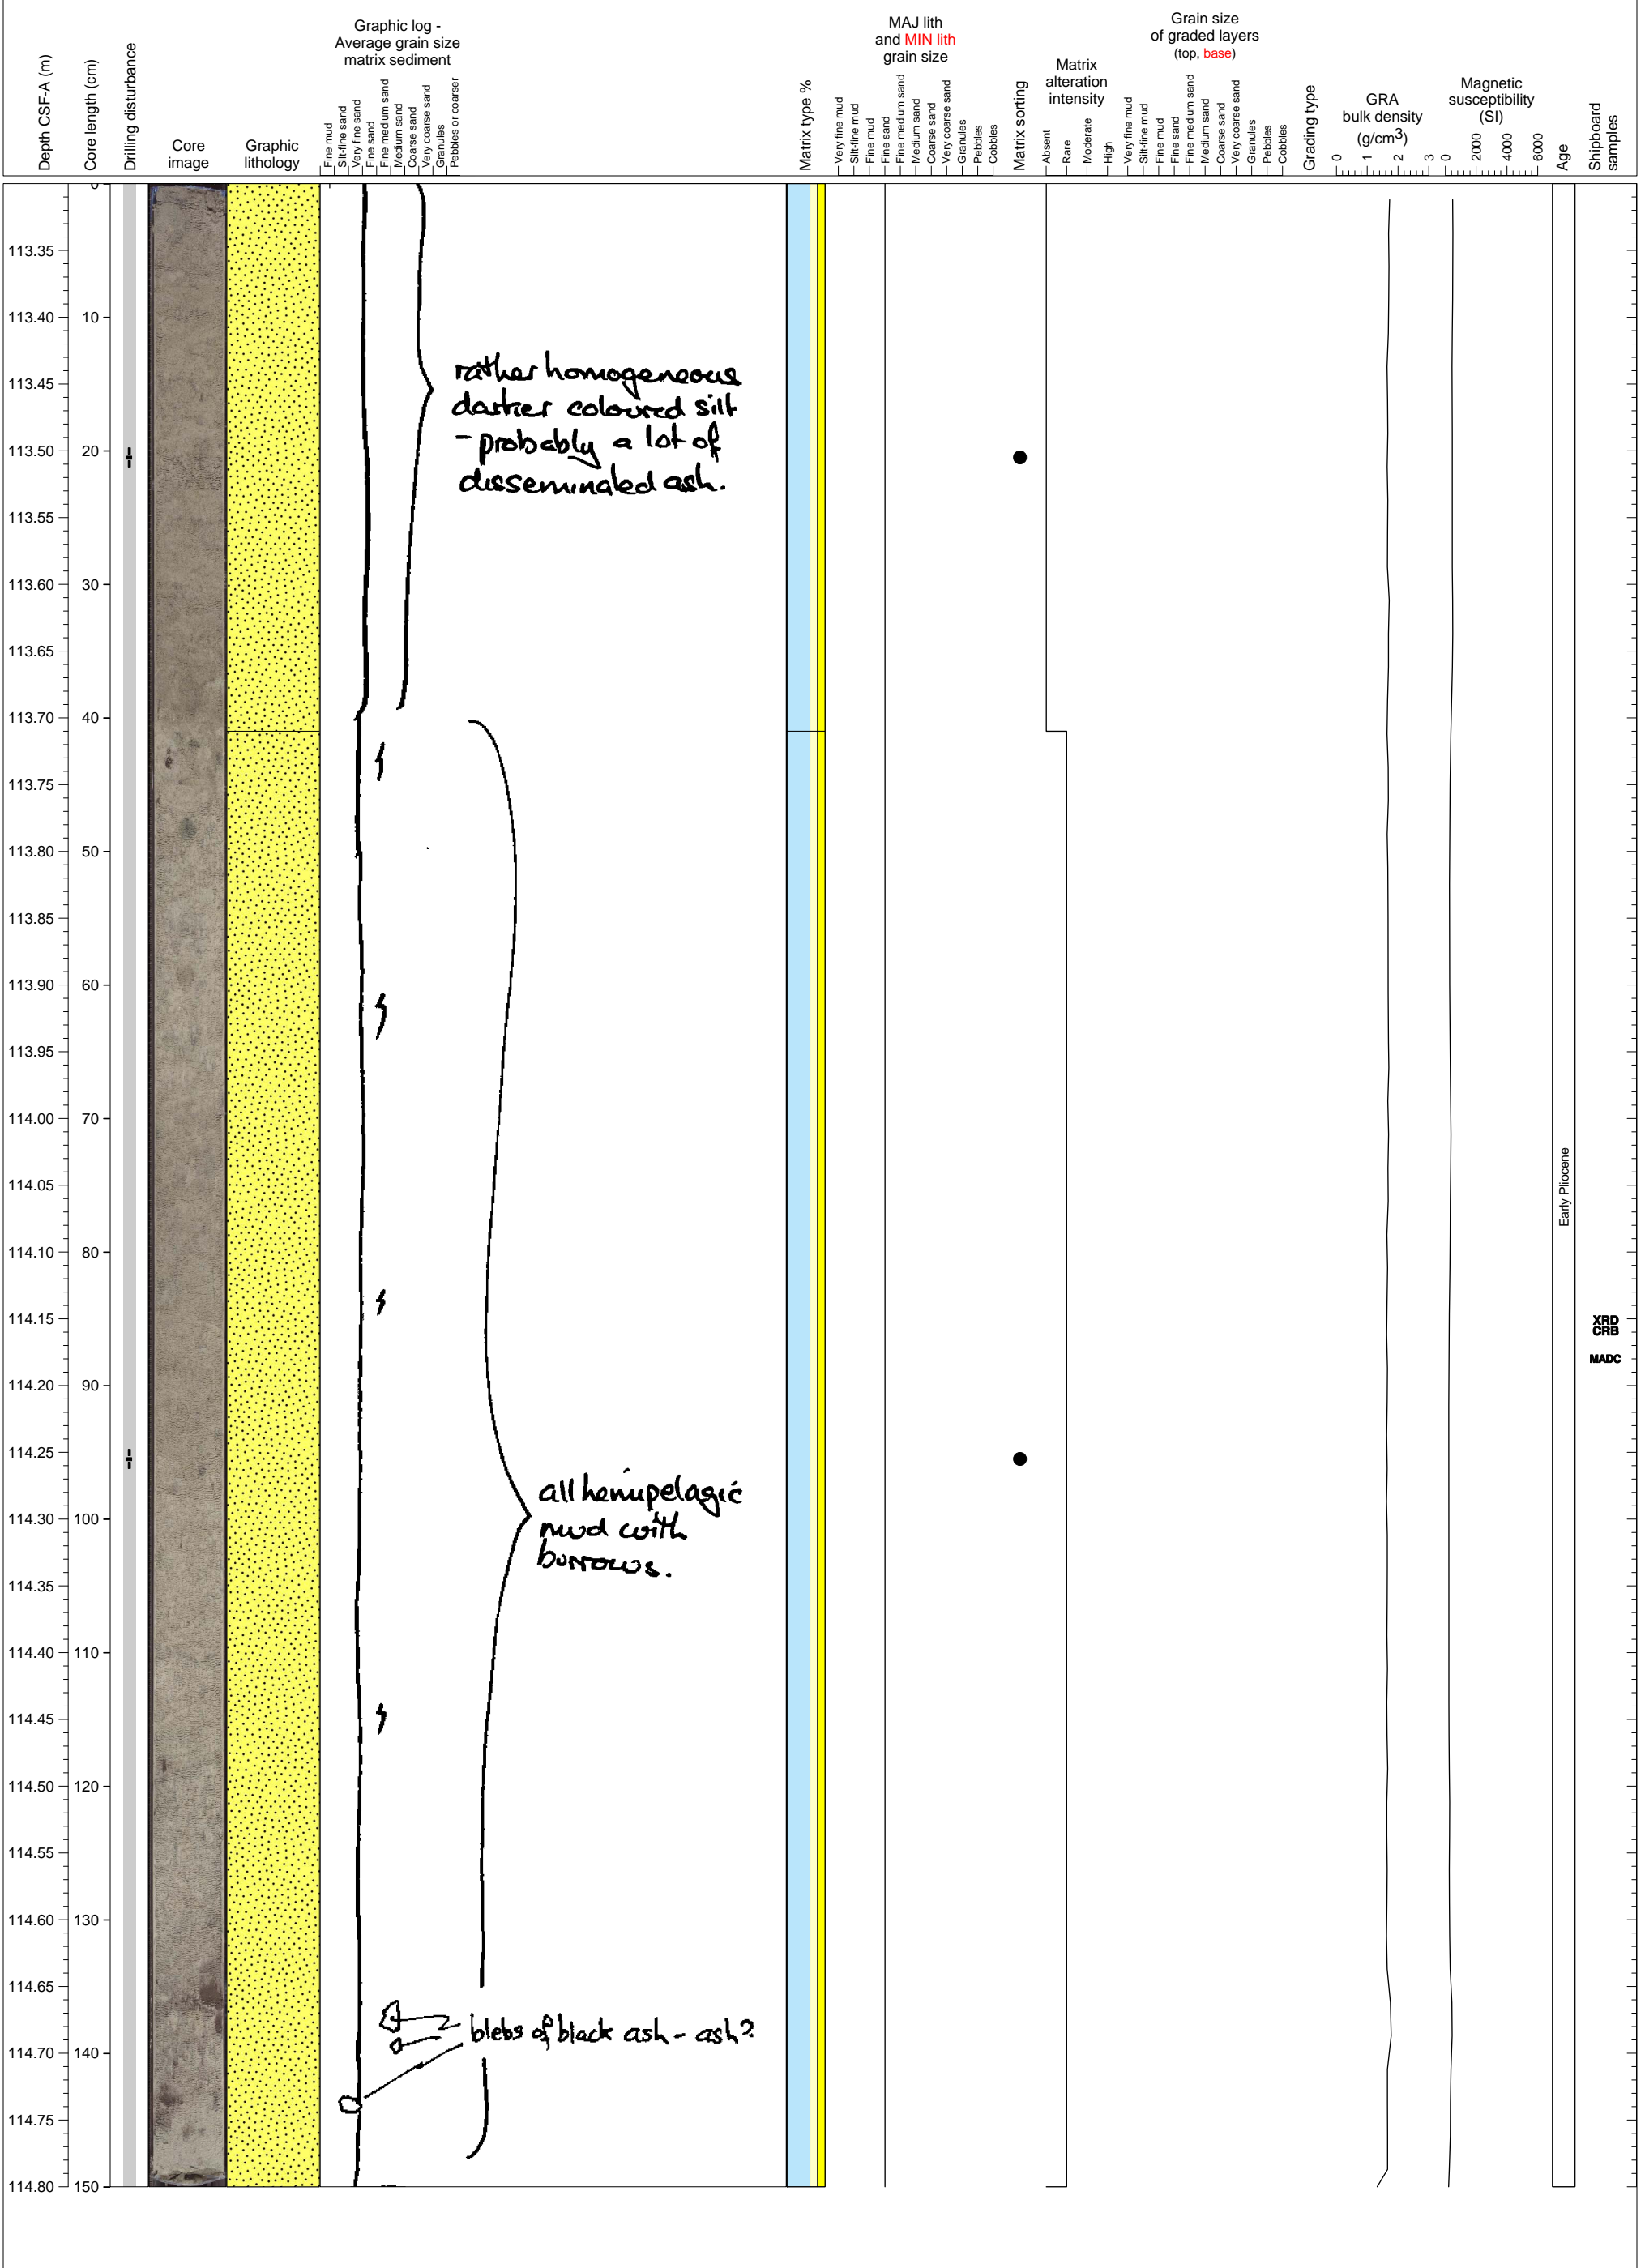 Depth CSF-A (m)
Core length (cm)
Drilling disturbance
Core
image
Graphic
lithology
Graphic log -
Average grain size
matrix sediment
Fine mud
Silt-fine sand
Very fine sand
Fine sand
Fine medium sand
Medium sand
Coarse sand
Very coarse sand
Granules
Pebbles or coarser
Matrix type %
MAJ lith
and MIN lith
grain size
Very fine mud
Silt-fine mud
Fine mud
Fine sand
Fine medium sand
Medium sand
Coarse sand
Very coarse sand
Granules
Pebbles
Cobbles
Matrix sorting
Matrix
alteration
intensity
Absent
Rare
Moderate
High
Grain size
of graded layers
(top, base)
Very fine mud
Silt-fine mud
Fine mud
Fine sand
Fine medium sand
Medium sand
Coarse sand
Very coarse sand
Granules
Pebbles
Cobbles
Grading type
GRA
bulk density
(g/cm3)
0 1 2 3
Magnetic
susceptibility
(SI)
0 2000 4000 6000
Age
Shipboard
samples
0
113.35
113.40 10
113.45
113.50 20
113.55
113.60 30
113.65
113.70 40
113.75
113.80 50
113.85
113.90 60
113.95
114.00 70
114.05
114.10 80
114.15
114.20 90
114.25
114.30 100
114.35
114.40 110
114.45
114.50 120
114.55
114.60 130
114.65
114.70 140
114.75
114.80 150
rather homogeneous
darker coloured silt
- probably a lot of
disseminated ash.
all hemipelagic
mud with
burrows.
blebs of black ash - ash?
Early Pliocene
XRD
CRB
MADC